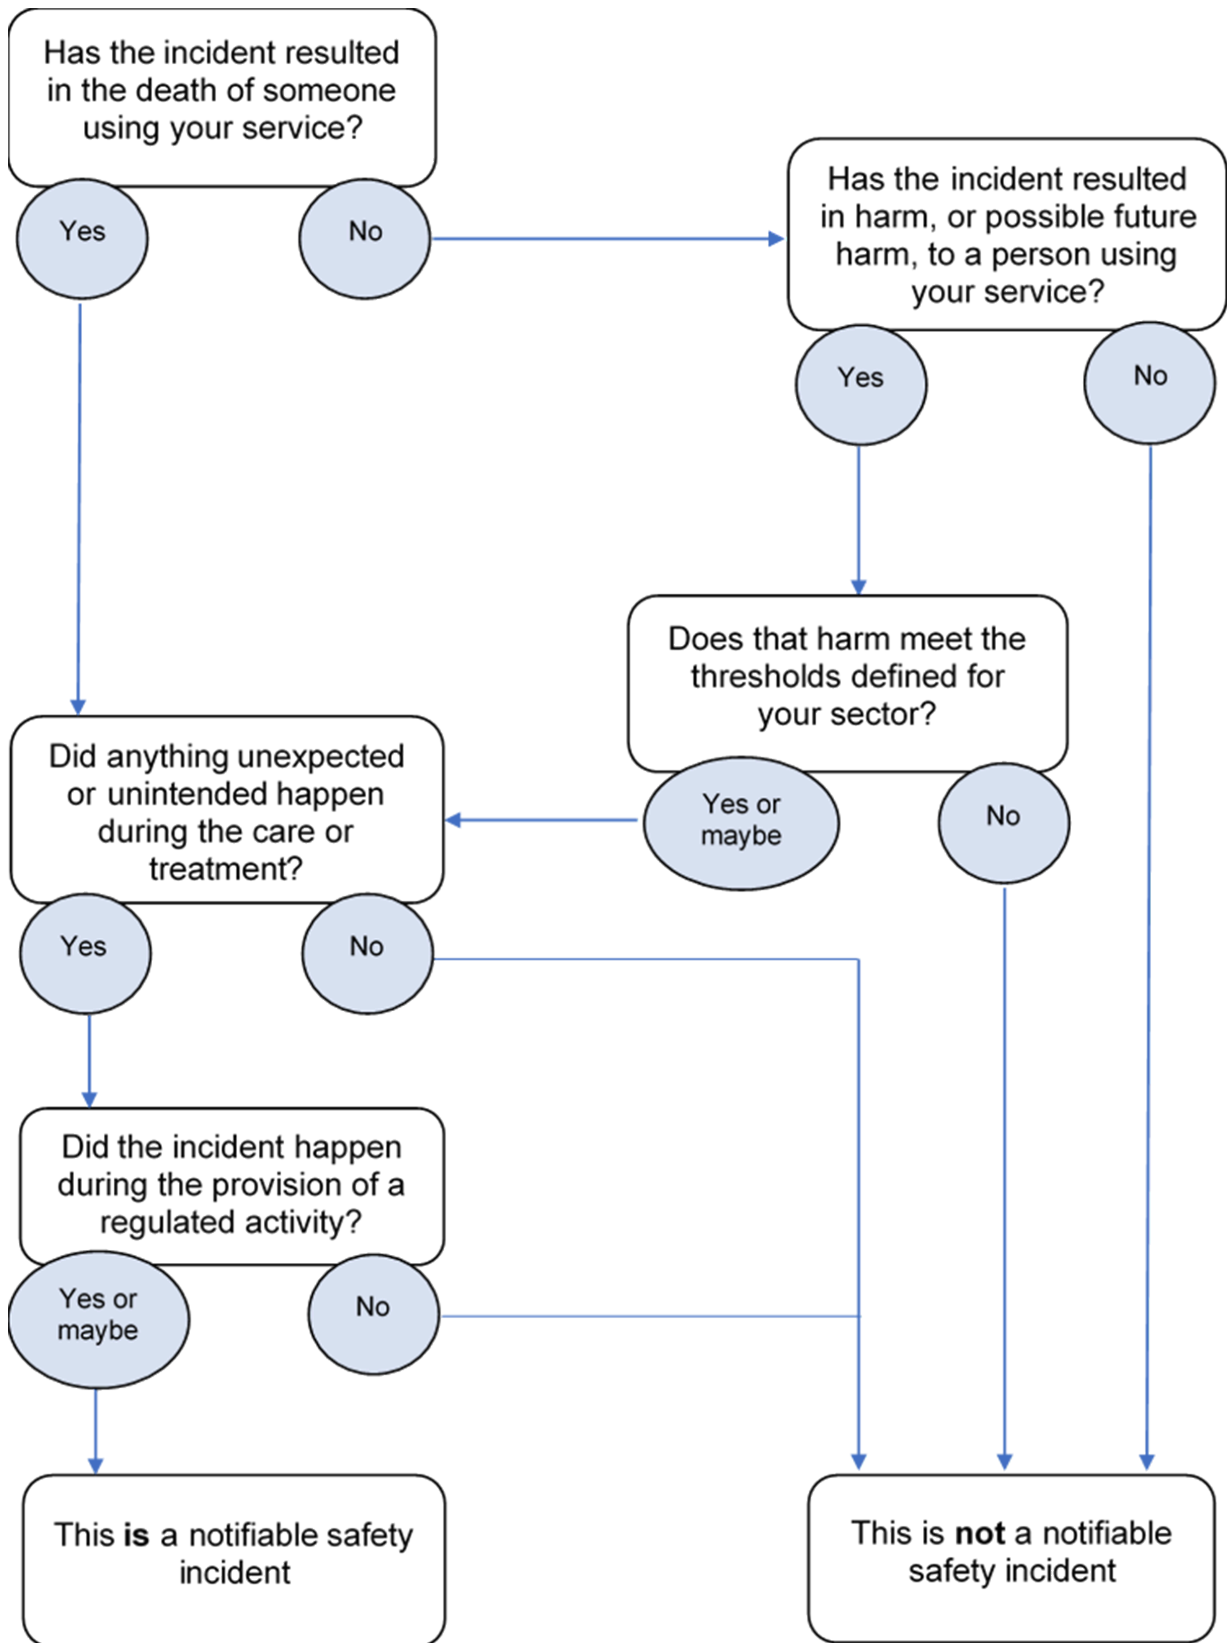 Has the incident resulted
in the death of someone
using your service?
Yes
No
Has the incident resulted
in harm, or possible future
harm, to a person using
your service?
Yes
No
Does that harm meet the
thresholds defined for
your sector?
Yes or
maybe
No
Did anything unexpected
or unintended happen
during the care or
treatment?
Yes
No
Did the incident happen
during the provision of a
regulated activity?
Yes or
maybe
No
This is a notifiable safety
incident
This is not a notifiable
safety incident